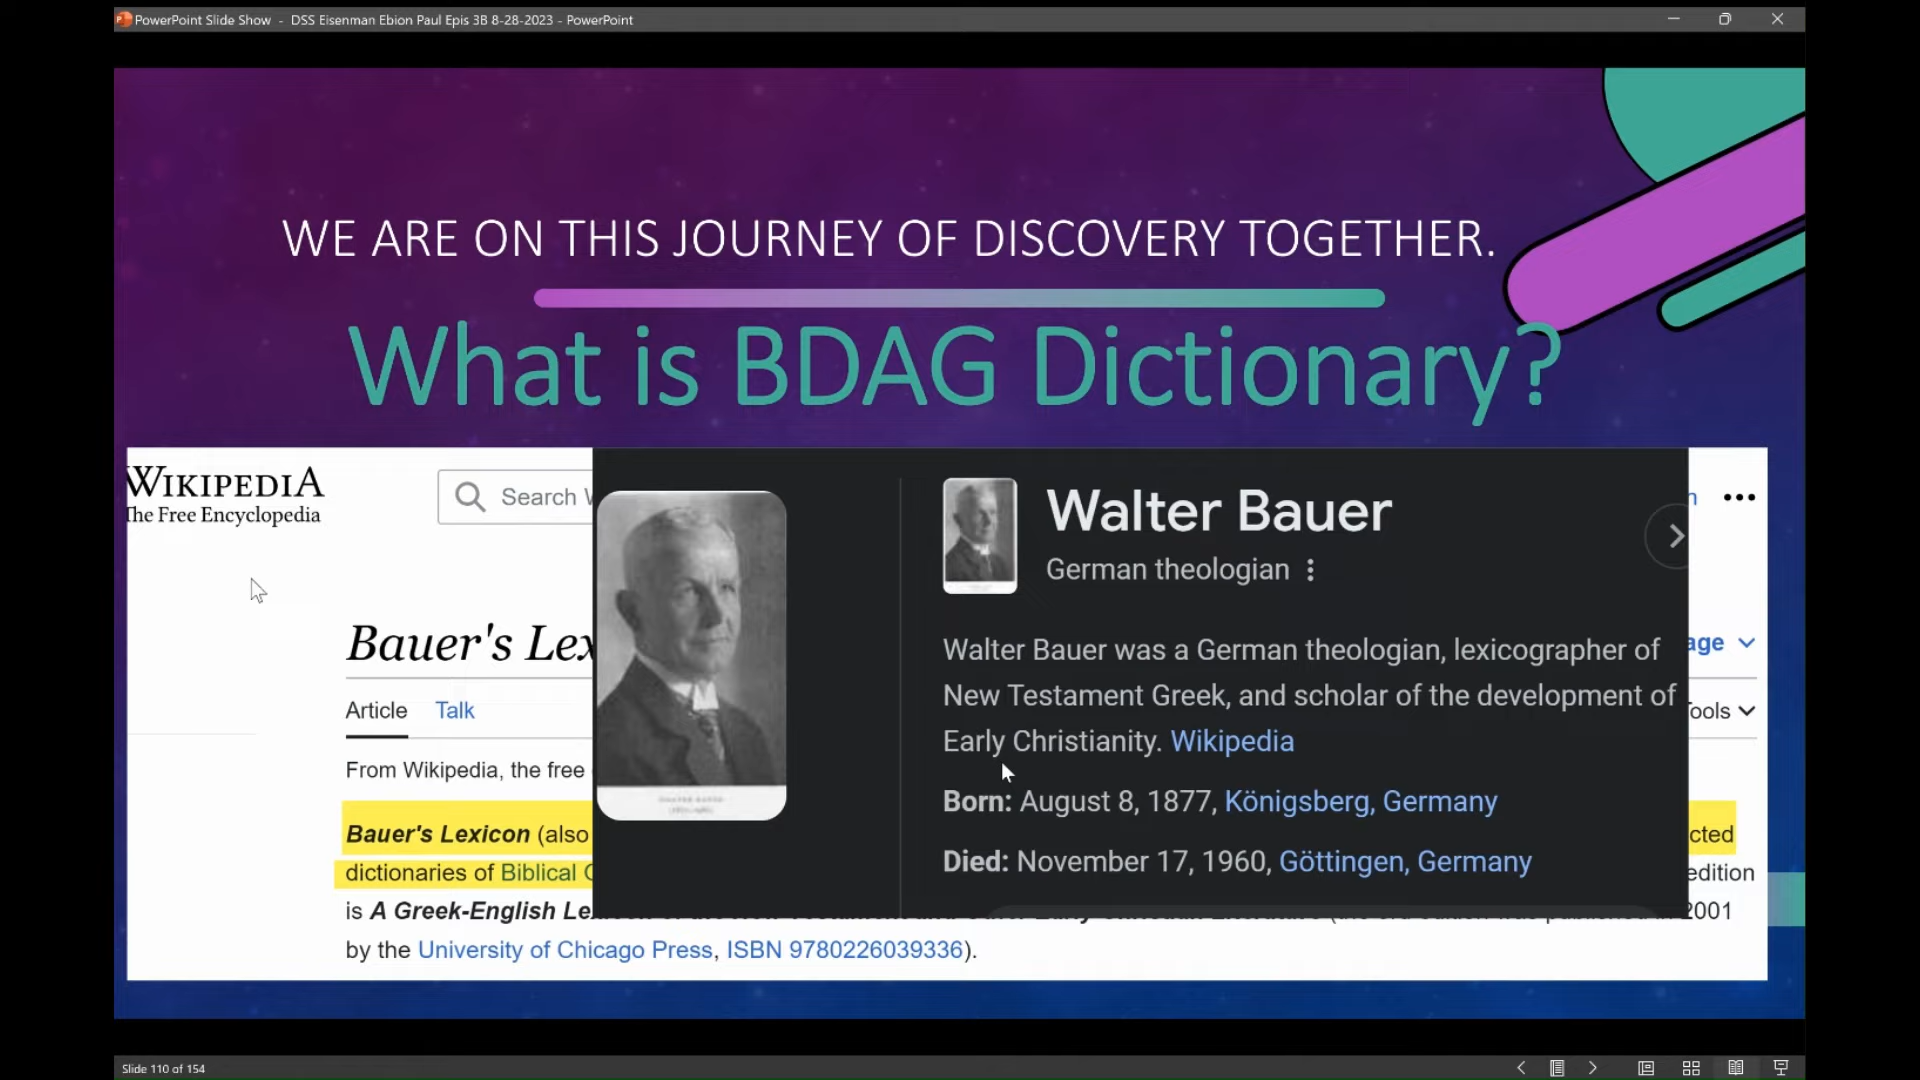 PowerPoint Slide Show - DSS Eisenman Ebion Paul Epis 3B 8-28-2023 - PowerPoint
WE ARE ON THIS JOURNEY OF DISCOVERY TOGETHER.
What is BDAG Dictionary?
WIKIPEDIA
The Free Encyclopedia
Search
Bauer's Lex
Article Talk
From Wikipedia, the free
Bauer's Lexicon (also
dictionaries of Biblical
is A Greek-English
by the University of Chicago Press, ISBN 9780226039336).
Walter Bauer
German theologian
Walter Bauer was a German theologian, lexicographer of
New Testament Greek, and scholar of the development of
Early Christianity. Wikipedia
Born: August 8, 1877, Königsberg, Germany
Died: November 17, 1960, Göttingen, Germany
age
Tools
cted
edition
2001
Slide 110 of 154